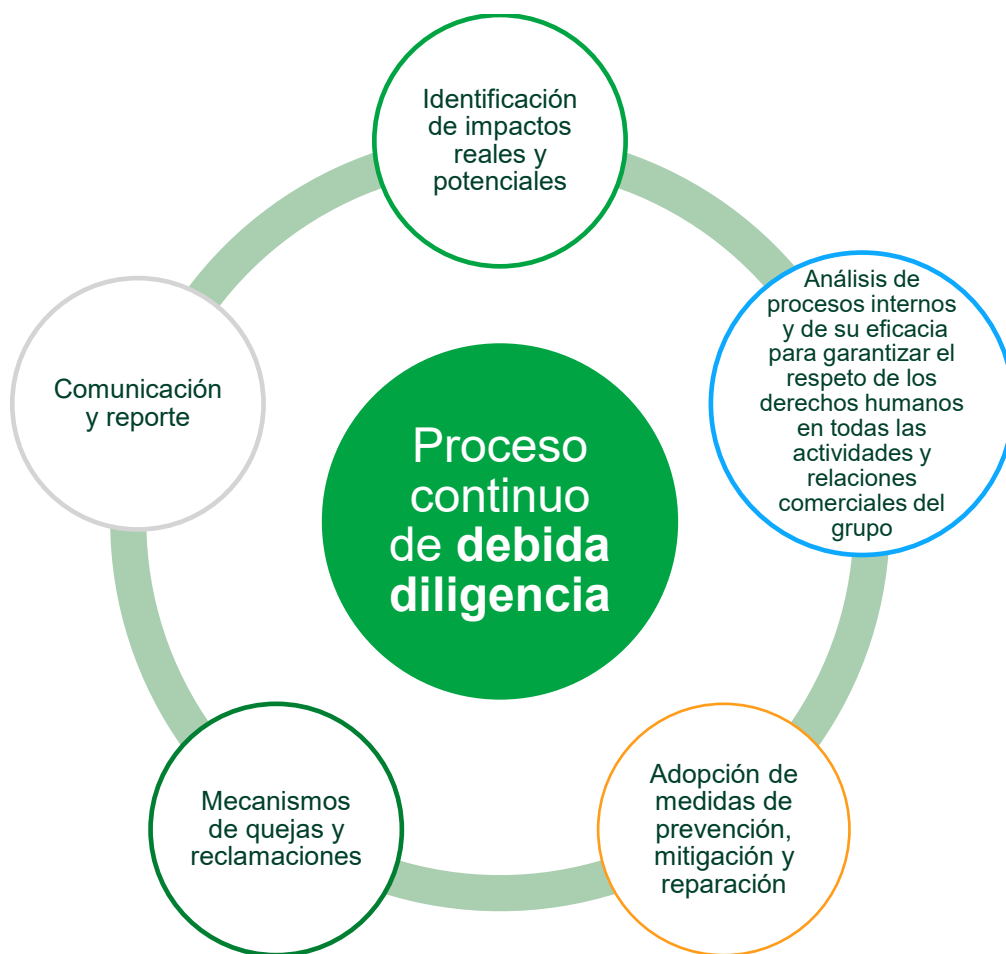 Identificación
de impactos
reales y
potenciales
Análisis de
procesos internos
y de su eficacia
para garantizar el
respeto de los
derechos humanos
en todas las
actividades y
relaciones
comerciales del
grupo
Adopción de
medidas de
prevención,
mitigación y
reparación
Mecanismos
de quejas y
reclamaciones
Comunicación
y reporte
Proceso
continuo
de debida
diligencia